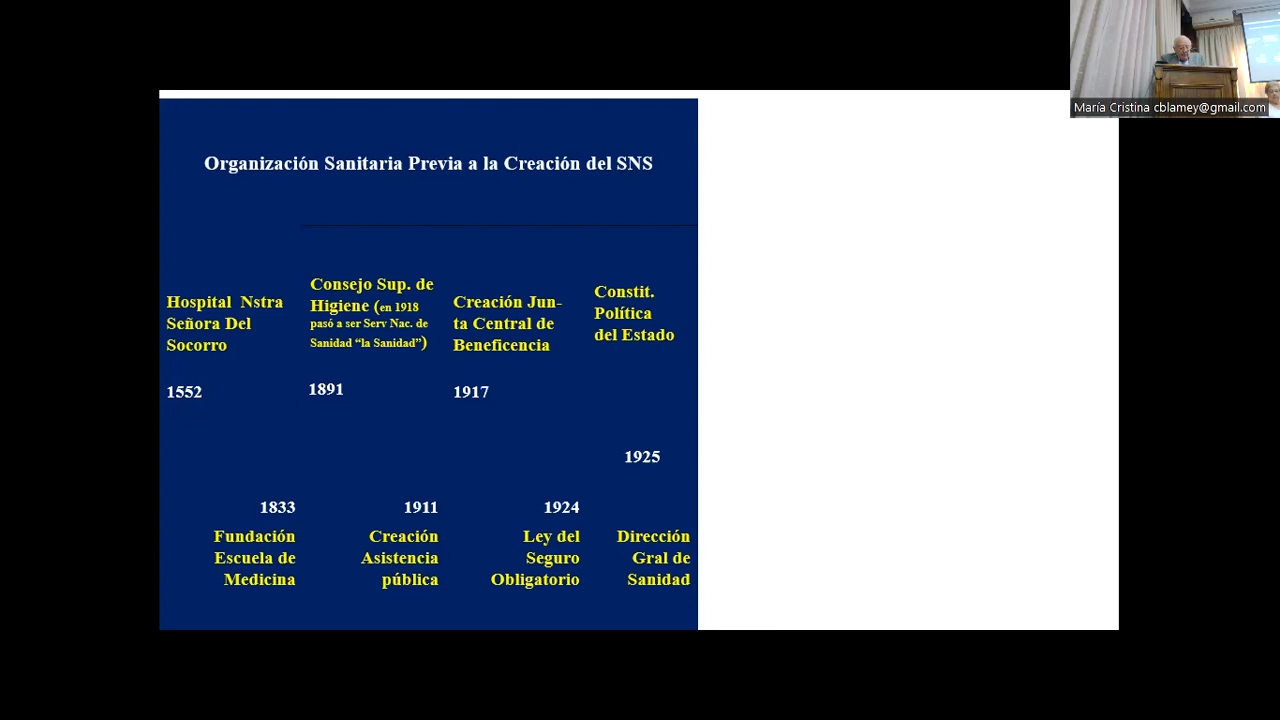 María Cristina cblamey@gmail.com
Organización Sanitaria Previa a la Creación del SNS
Hospital Nstra
Señora Del
Socorro
1552
Consejo Sup. de
Higiene (en 1918
pasó a ser Serv Nac. de
Sanidad “la Sanidad”)
1891
Creación Jun-
ta Central de
Beneficencia
1917
Constit.
Política
del Estado
1925
1833
Fundación
Escuela de
Medicina
1911
Creación
Asistencia
pública
1924
Ley del
Seguro
Obligatorio
Dirección
Gral de
Sanidad